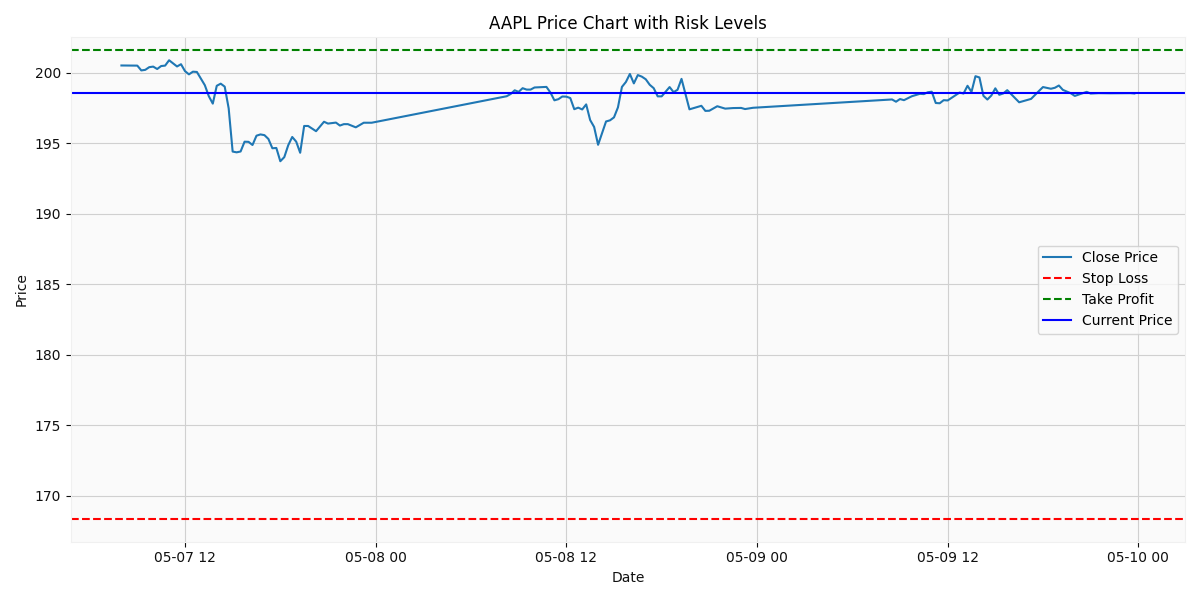 AAPL Price Chart with Risk Levels
200
195
190
185
180
175
170
Price
Close Price
Stop Loss
Take Profit
Current Price
05-07 12
05-08 00
05-08 12
05-09 00
05-09 12
05-10 00
Date